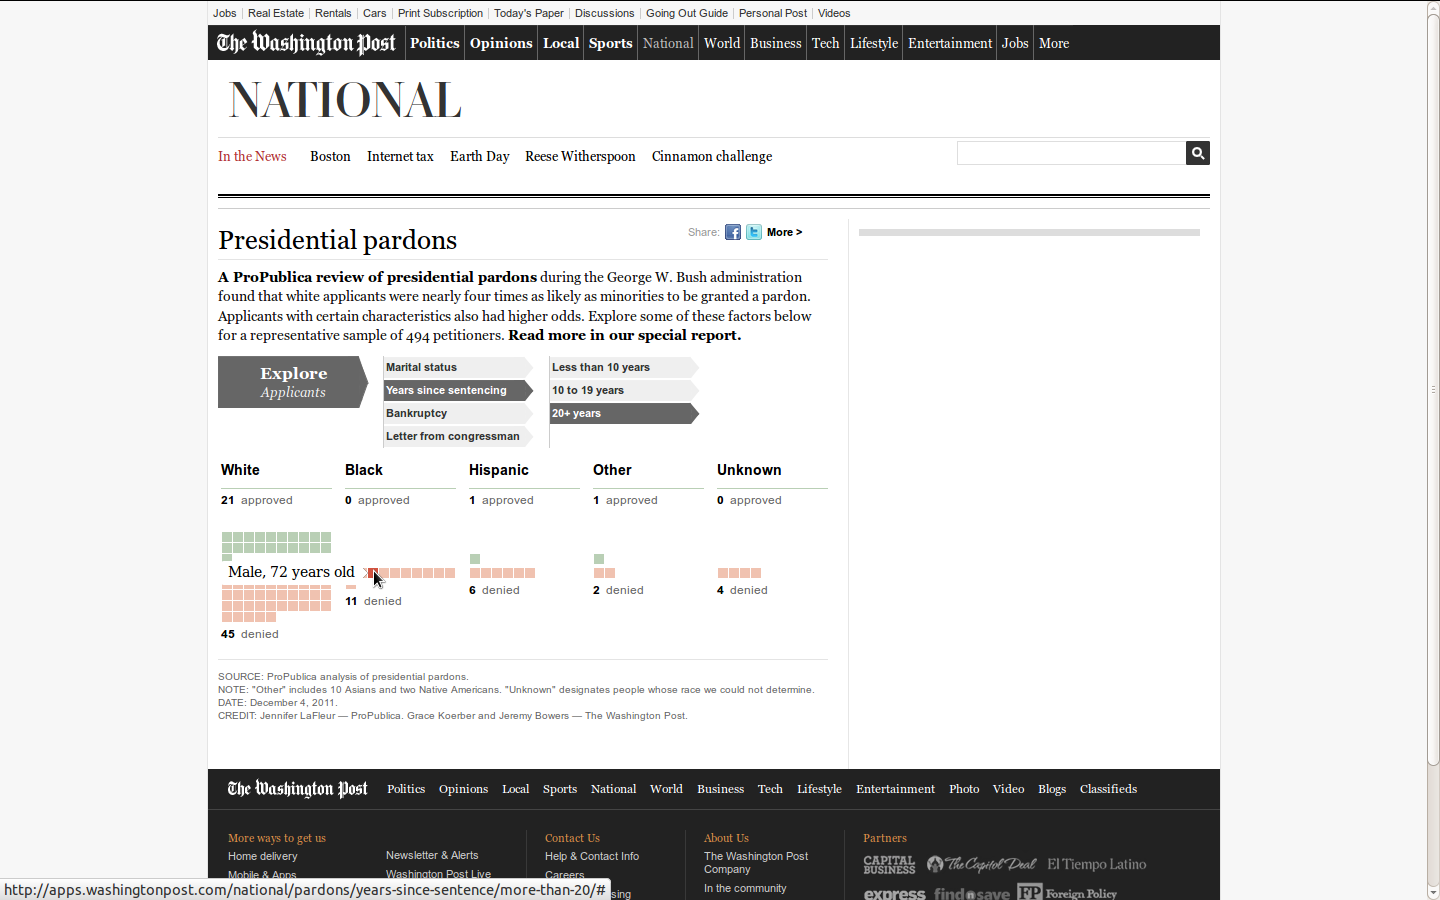 Jobs Real Estate Rentals Cars Print Subscription Today's Paper Discussions Going Out Guide Personal Post Videos
The Washington Post Politics Opinions Local Sports National World Business Tech Lifestyle Entertainment Jobs More
NATIONAL
In the News Boston Internet tax Earth Day Reese Witherspoon Cinnamon challenge
Presidential pardons
Share: More >
A ProPublica review of presidential pardons during the George W. Bush administration
found that white applicants were nearly four times as likely as minorities to be granted a pardon.
Applicants with certain characteristics also had higher odds. Explore some of these factors below
for a representative sample of 494 petitioners. Read more in our special report.
Explore
Applicants
Marital status
Years since sentencing
Bankruptcy
Letter from congressman
Less than 10 years
10 to 19 years
20+ years
White Black Hispanic Other Unknown
21 approved 0 approved 1 approved 1 approved 0 approved
Male, 72 years old
45 denied 11 denied 6 denied 2 denied 4 denied
SOURCE: ProPublica analysis of presidential pardons.
NOTE: "Other" includes 10 Asians and two Native Americans. "Unknown" designates people whose race we could not determine.
DATE: December 4, 2011.
CREDIT: Jennifer LaFleur — ProPublica. Grace Koerber and Jeremy Bowers — The Washington Post.
The Washington Post Politics Opinions Local Sports National World Business Tech Lifestyle Entertainment Photo Video Blogs Classifieds
More ways to get us
Home delivery
Mobile & Apps
Newsletter & Alerts
Washington Post Live
Contact Us
Help & Contact Info
Careers
sing
About Us
The Washington Post
Company
In the community
Partners
CAPITAL BUSINESS The Capitol Deal El Tiempo Latino
express find&save FP Foreign Policy
http://apps.washingtonpost.com/national/pardons/years-since-sentence/more-than-20/#